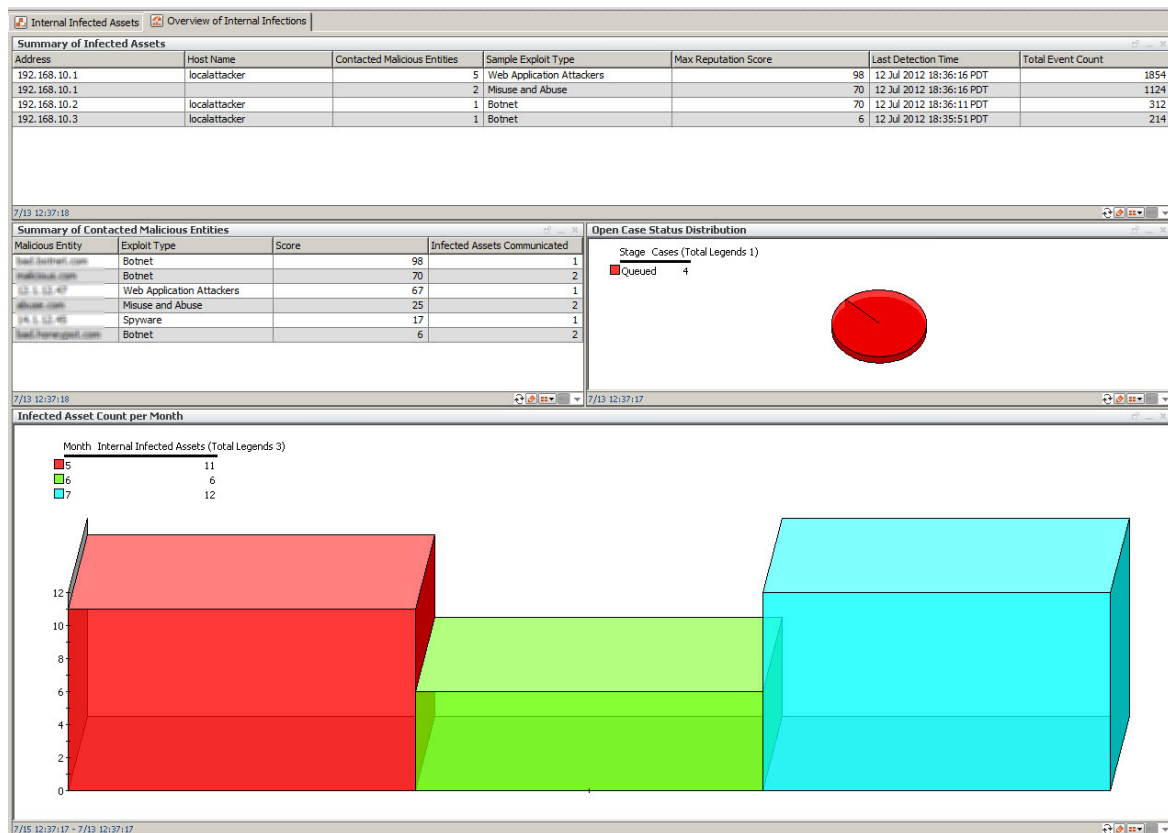 Internal Infected Assets Overview of Internal Infections
Summary of Infected Assets
Address Host Name Contacted Malicious Entities Sample Exploit Type Max Reputation Score Last Detection Time Total Event Count
192.168.10.1 localattacker 5 Web Application Attackers 98 12 Jul 2012 18:36:16 PDT 1854
192.168.10.1 2 Misuse and Abuse 70 12 Jul 2012 18:36:16 PDT 1124
192.168.10.2 localattacker 1 Botnet 70 12 Jul 2012 18:36:11 PDT 312
192.168.10.3 localattacker 1 Botnet 6 12 Jul 2012 18:35:51 PDT 214
7/13 12:37:18
Summary of Contacted Malicious Entities
Malicious Entity Exploit Type Score Infected Assets Communicated
Botnet 98 1
Botnet 70 2
Web Application Attackers 67 1
Misuse and Abuse 25 2
Spyware 17 1
Botnet 6 2
7/13 12:37:18
Open Case Status Distribution
Stage Cases (Total Legends 1)
Queued 4
7/13 12:37:17
Infected Asset Count per Month
Month Internal Infected Assets (Total Legends 3)
5 11
6 6
7 12
12
10
8
6
4
2
0
7/15 12:37:17 - 7/13 12:37:17